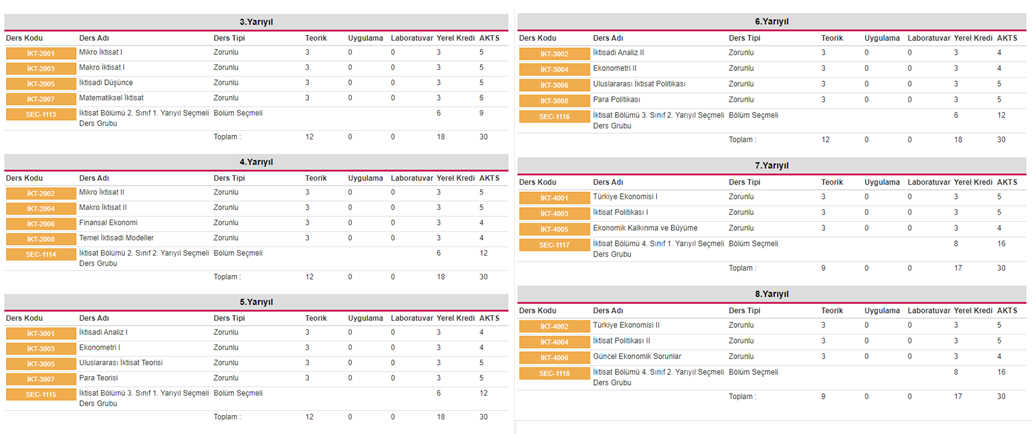 3.Yarıyıl
Ders Kodu Ders Adı Ders Tipi Teorik Uygulama Laboratuvar Yerel Kredi AKTS
İKT-2001 Mikro İktisat I Zorunlu 3 0 0 3 5
İKT-2003 Makro İktisat I Zorunlu 3 0 0 3 5
İKT-2005 İktisadi Düşünce Zorunlu 3 0 0 3 5
İKT-2007 Matematiksel İktisat Zorunlu 3 0 0 3 6
SEC-1113 İktisat Bölümü 2. Sınıf 1. Yarıyıl Seçmeli Bölüm Seçmeli 6 9
Ders Grubu
Toplam : 12 0 0 18 30
4.Yarıyıl
Ders Kodu Ders Adı Ders Tipi Teorik Uygulama Laboratuvar Yerel Kredi AKTS
İKT-2002 Mikro İktisat II Zorunlu 3 0 0 3 5
İKT-2004 Makro İktisat II Zorunlu 3 0 0 3 5
İKT-2006 Finansal Ekonomi Zorunlu 3 0 0 3 4
İKT-2008 Temel İktisadi Modeller Zorunlu 3 0 0 3 4
SEC-1114 İktisat Bölümü 2. Sınıf 2. Yarıyıl Seçmeli Bölüm Seçmeli 6 12
Ders Grubu
Toplam : 12 0 0 18 30
5.Yarıyıl
Ders Kodu Ders Adı Ders Tipi Teorik Uygulama Laboratuvar Yerel Kredi AKTS
İKT-3001 İktisadi Analiz I Zorunlu 3 0 0 3 4
İKT-3003 Ekonometri I Zorunlu 3 0 0 3 4
İKT-3005 Uluslararası İktisat Teorisi Zorunlu 3 0 0 3 5
İKT-3007 Para Teorisi Zorunlu 3 0 0 3 5
SEC-1115 İktisat Bölümü 3. Sınıf 1. Yarıyıl Seçmeli Bölüm Seçmeli 6 12
Ders Grubu
Toplam : 12 0 0 18 30
6.Yarıyıl
Ders Kodu Ders Adı Ders Tipi Teorik Uygulama Laboratuvar Yerel Kredi AKTS
İKT-3002 İktisadi Analiz II Zorunlu 3 0 0 3 4
İKT-3004 Ekonometri II Zorunlu 3 0 0 3 4
İKT-3006 Uluslararası İktisat Politikası Zorunlu 3 0 0 3 5
İKT-3008 Para Politikası Zorunlu 3 0 0 3 5
SEC-1116 İktisat Bölümü 3. Sınıf 2. Yarıyıl Seçmeli Bölüm Seçmeli 6 12
Ders Grubu
Toplam : 12 0 0 18 30
7.Yarıyıl
Ders Kodu Ders Adı Ders Tipi Teorik Uygulama Laboratuvar Yerel Kredi AKTS
İKT-4001 Türkiye Ekonomisi I Zorunlu 3 0 0 3 5
İKT-4003 İktisat Politikası I Zorunlu 3 0 0 3 5
İKT-4005 Ekonomik Kalkınma ve Büyüme Zorunlu 3 0 0 3 4
SEC-1117 İktisat Bölümü 4. Sınıf 1. Yarıyıl Seçmeli Bölüm Seçmeli 8 16
Ders Grubu
Toplam : 9 0 0 17 30
8.Yarıyıl
Ders Kodu Ders Adı Ders Tipi Teorik Uygulama Laboratuvar Yerel Kredi AKTS
İKT-4002 Türkiye Ekonomisi II Zorunlu 3 0 0 3 5
İKT-4004 İktisat Politikası II Zorunlu 3 0 0 3 5
İKT-4006 Güncel Ekonomik Sorunlar Zorunlu 3 0 0 3 4
SEC-1118 İktisat Bölümü 4. Sınıf 2. Yarıyıl Seçmeli Bölüm Seçmeli 8 16
Ders Grubu
Toplam : 9 0 0 17 30